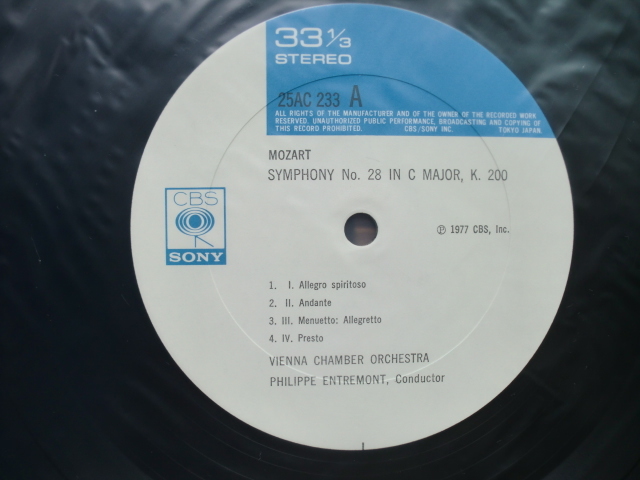 33 1/3
STEREO
25AC 233 A
ALL RIGHTS OF THE MANUFACTURER AND OF THE OWNER OF THE RECORDED WORK
RESERVED. UNAUTHORIZED PUBLIC PERFORMANCE, BROADCASTING AND COPYING OF
THIS RECORD PROHIBITED. CBS/SONY INC. TOKYO JAPAN.
MOZART
SYMPHONY No. 28 IN C MAJOR, K. 200
CBS
SONY
℗ 1977 CBS, Inc.
1. I. Allegro spiritoso
2. II. Andante
3. III. Menuetto: Allegretto
4. IV. Presto
VIENNA CHAMBER ORCHESTRA
PHILIPPE ENTREMONT, Conductor